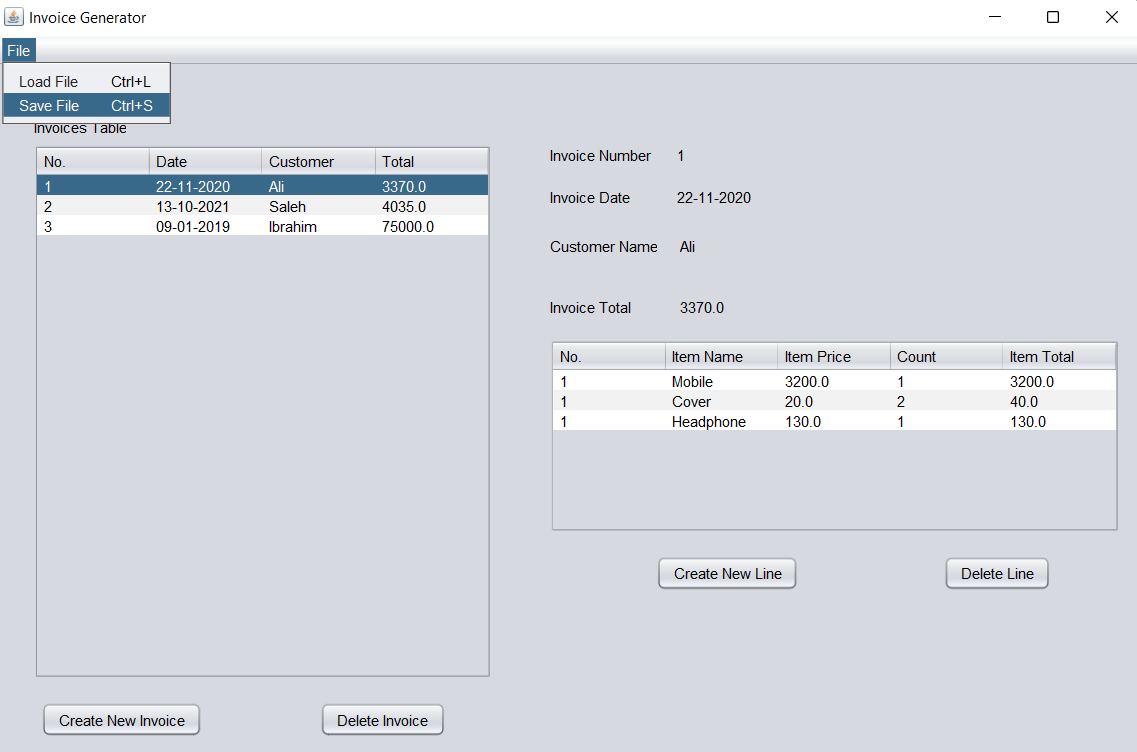 Invoice Generator
File
Load File Ctrl+L
Save File Ctrl+S
Invoices Table
No. Date Customer Total
1 22-11-2020 Ali 3370.0
2 13-10-2021 Saleh 4035.0
3 09-01-2019 Ibrahim 75000.0
Create New Invoice Delete Invoice
Invoice Number 1
Invoice Date 22-11-2020
Customer Name Ali
Invoice Total 3370.0
No. Item Name Item Price Count Item Total
1 Mobile 3200.0 1 3200.0
1 Cover 20.0 2 40.0
1 Headphone 130.0 1 130.0
Create New Line Delete Line